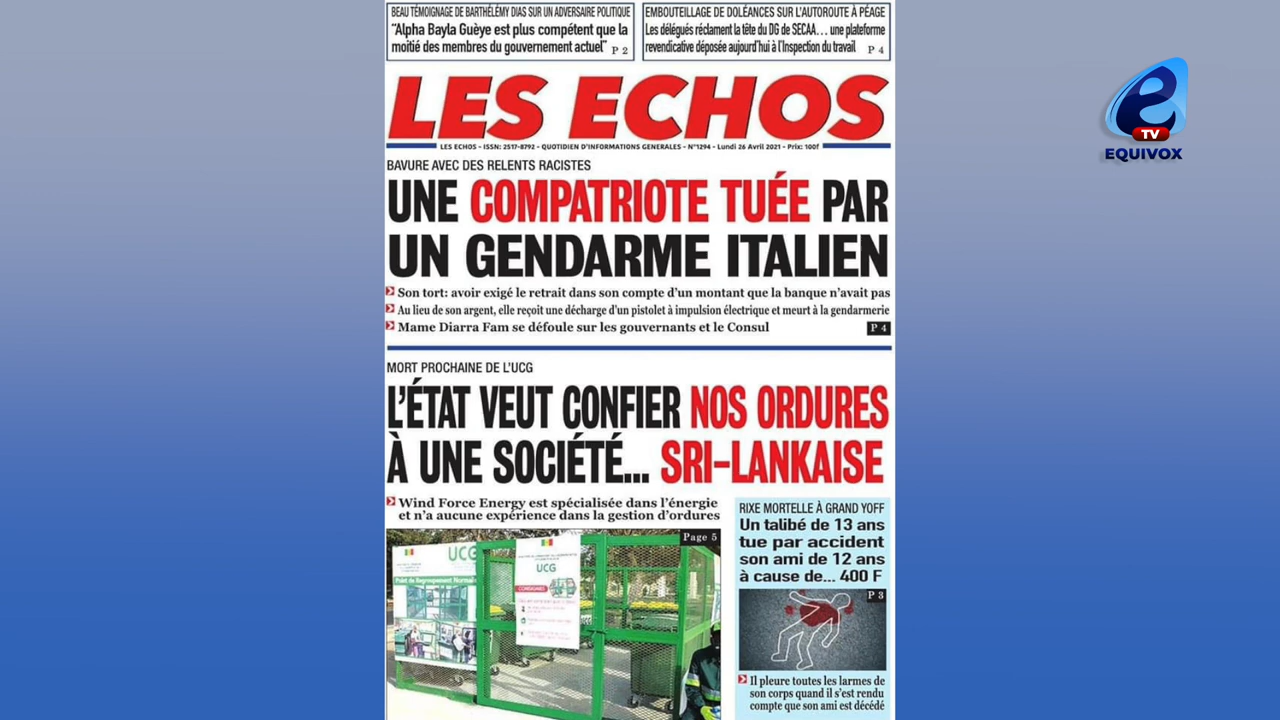 BEAU TÉMOIGNAGE DE BARTHÉLÉMY DIAS SUR UN ADVERSAIRE POLITIQUE
"Alpha Bayla Guèye est plus compétent que la
moitié des membres du gouvernement actuel" P 2
EMBOUTEILLAGE DE DOLÉANCES SUR L'AUTOROUTE À PÉAGE
Les délégués réclament la tête du DG de SECAA... une plateforme
revendicative déposée aujourd'hui à l'Inspection du travail P 4
e
TV
EQUIVOX
LES ECHOS
LES ECHOS - ISSN: 2517-8792 - QUOTIDIEN D'INFORMATIONS GENERALES - N°1294 - Lundi 26 Avril 2021 - Prix: 100f
BAVURE AVEC DES RELENTS RACISTES
UNE COMPATRIOTE TUÉE PAR
UN GENDARME ITALIEN
Son tort: avoir exigé le retrait dans son compte d'un montant que la banque n'avait pas
Au lieu de son argent, elle reçoit une décharge d'un pistolet à impulsion électrique et meurt à la gendarmerie
Mame Diarra Fam se défoule sur les gouvernants et le Consul P 4
MORT PROCHAINE DE L'UCG
L'ÉTAT VEUT CONFIER NOS ORDURES
À UNE SOCIÉTÉ... SRI-LANKAISE
Wind Force Energy est spécialisée dans l'énergie
et n'a aucune expérience dans la gestion d'ordures
Page 5
UCG
Point de Regroupement Normalisé
UCG
CONSIGNES
RIXE MORTELLE À GRAND YOFF
Un talibé de 13 ans
tue par accident
son ami de 12 ans
à cause de... 400 F
P 3
Il pleure toutes les larmes de
son corps quand il s'est rendu
compte que son ami est décédé